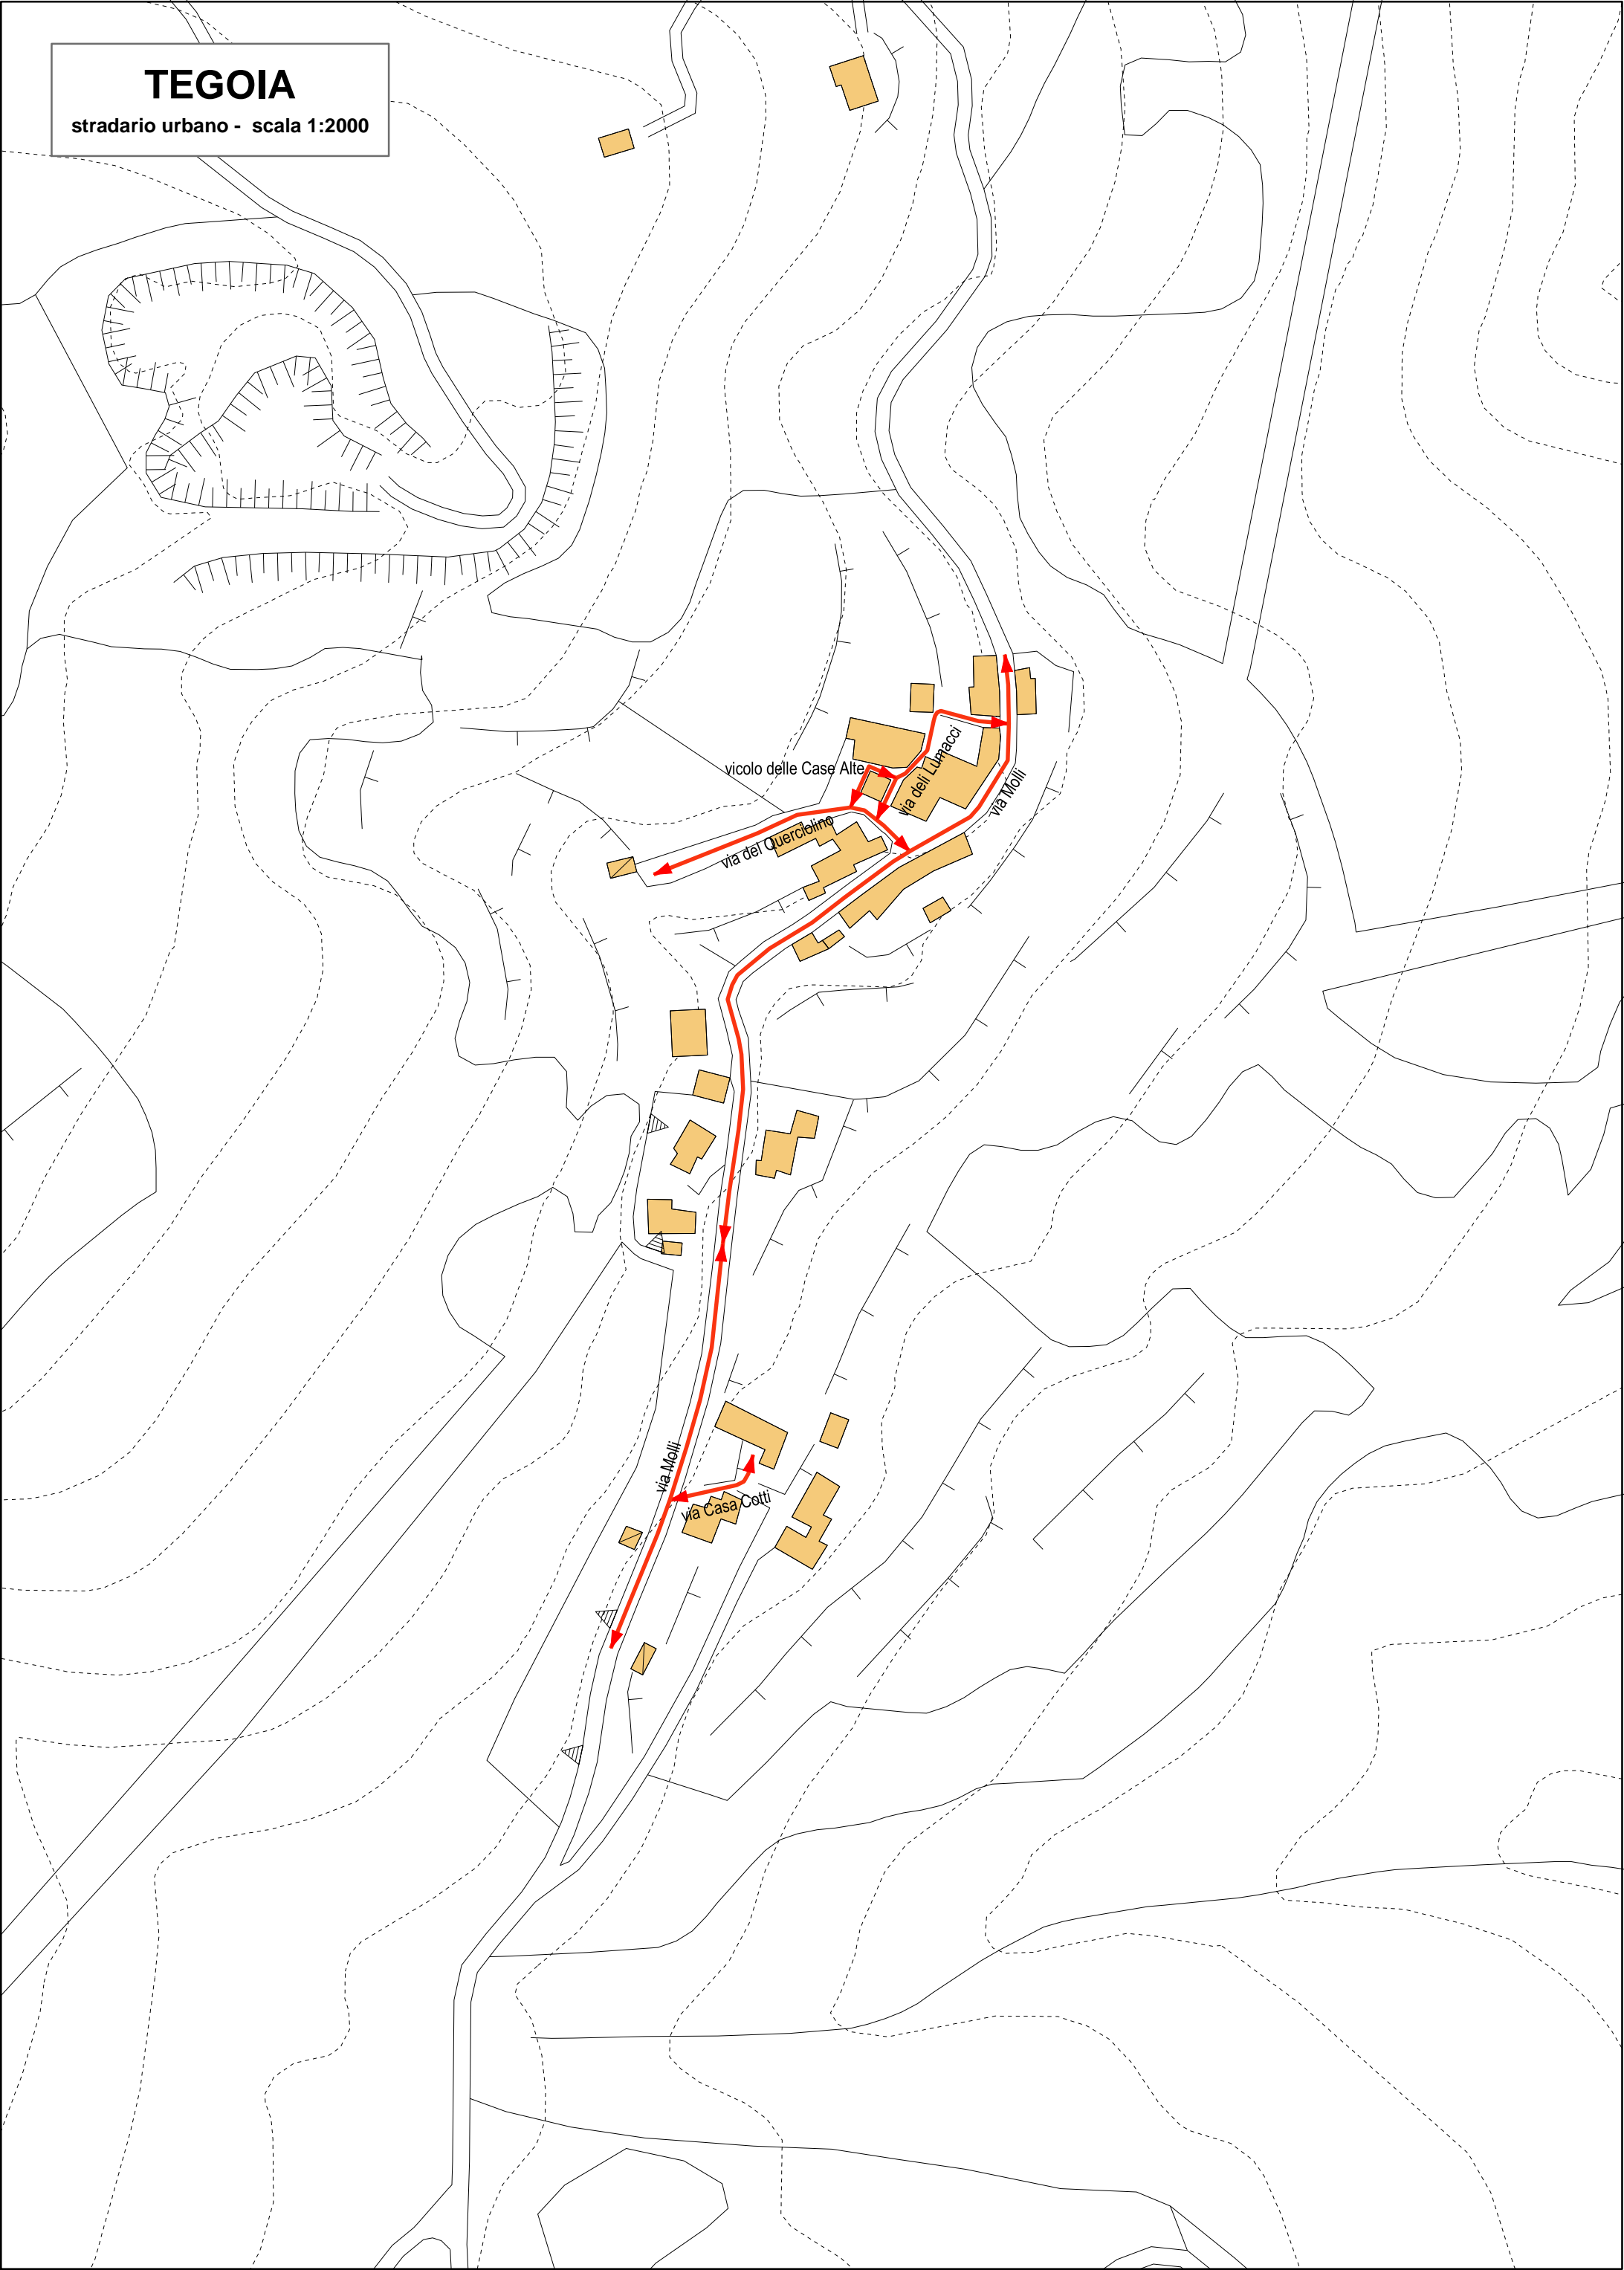 TEGOIA
stradario urbano - scala 1:2000
vicolo delle Case Alte
via deli Lumacci
via Molli
via del Querciolino
via Molli
via Casa Cotti